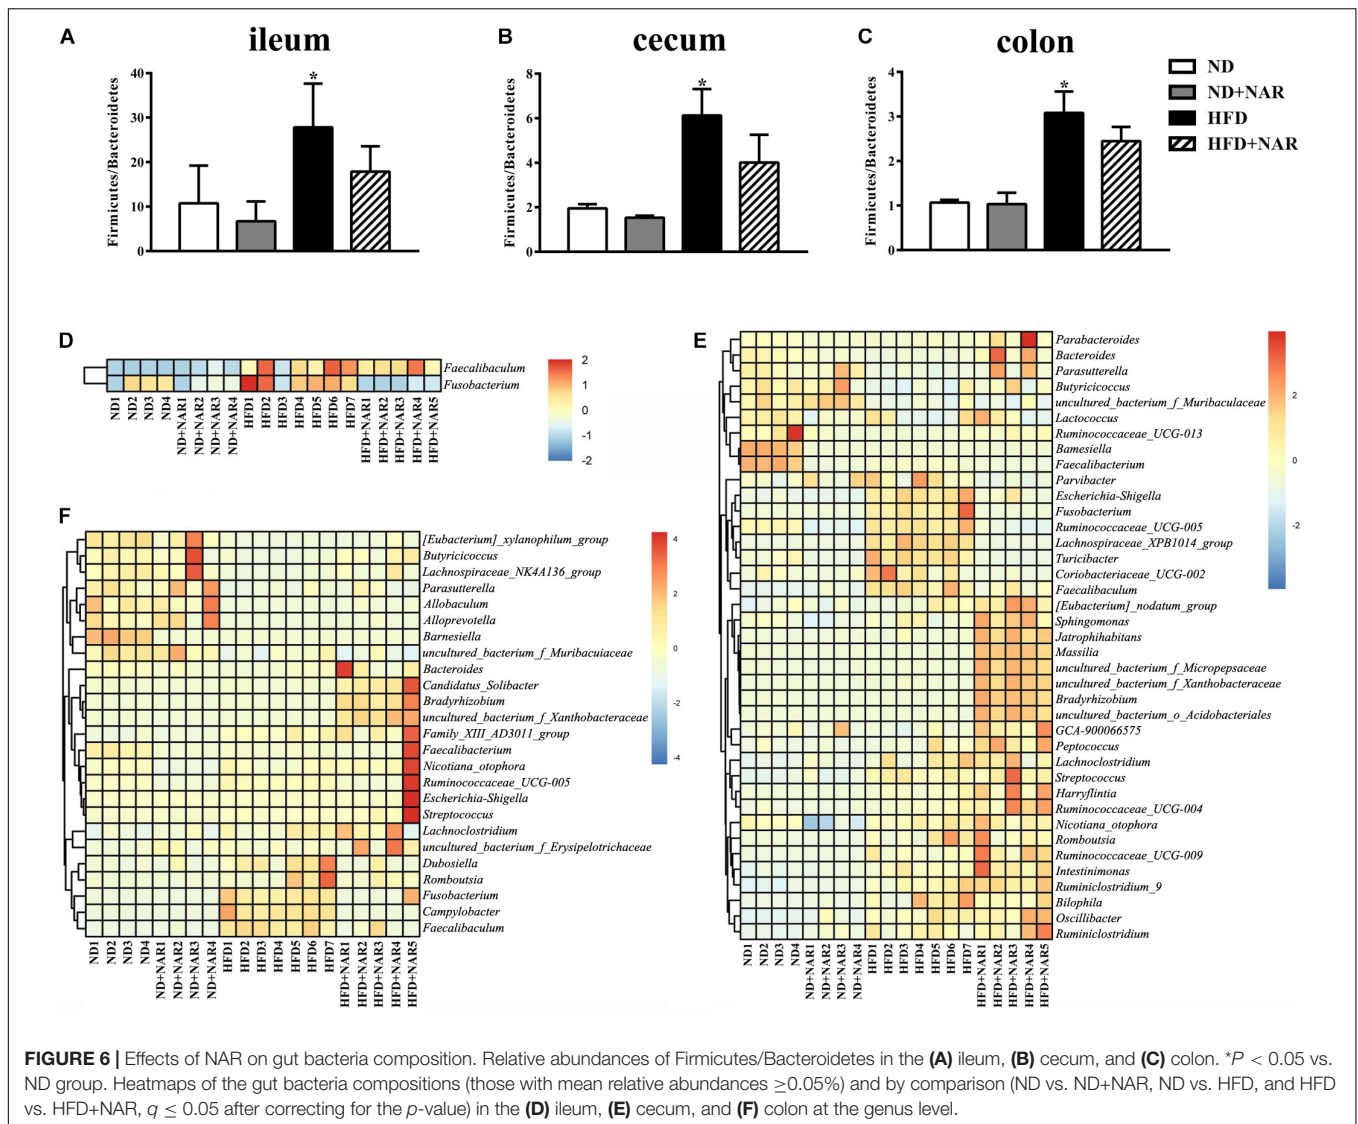 A
ileum
B
cecum
C
colon
Firmicutes/Bacteroidetes
40
30
20
10
0
*
Firmicutes/Bacteroidetes
8
6
4
2
0
*
Firmicutes/Bacteroidetes
4
3
2
1
0
*
ND
ND+NAR
HFD
HFD+NAR
D
Faecalibaculum
Fusobacterium
ND1 ND2 ND3 ND4 ND+NAR1 ND+NAR2 ND+NAR3 ND+NAR4 HFD1 HFD2 HFD3 HFD4 HFD5 HFD6 HFD7 HFD+NAR1 HFD+NAR2 HFD+NAR3 HFD+NAR4 HFD+NAR5
2
1
0
-1
-2
E
Parabacteroides
Bacteroides
Parasutterella
Butyricicoccus
uncultured_bacterium_f_Muribaculaceae
Lactococcus
Ruminococcaceae_UCG-013
Barnesiella
Faecalibacterium
Parvibacter
Escherichia-Shigella
Fusobacterium
Ruminococcaceae_UCG-005
Lachnospiraceae_XPB1014_group
Turicibacter
Coriobacteriaceae_UCG-002
Faecalibaculum
[Eubacterium]_nodatum_group
Sphingomonas
Jatrophihabitans
Massilia
uncultured_bacterium_f_Micropepsaceae
uncultured_bacterium_f_Xanthobacteraceae
Bradyrhizobium
uncultured_bacterium_o_Acidobacteriales
GCA-900066575
Peptococcus
Lachnoclostridium
Streptococcus
Harryflintia
Ruminococcaceae_UCG-004
Nicotiana_otophora
Romboutsia
Ruminococcaceae_UCG-009
Intestinimonas
Ruminiclostridium_9
Bilophila
Oscillibacter
Ruminiclostridium
ND1 ND2 ND3 ND4 ND+NAR1 ND+NAR2 ND+NAR3 ND+NAR4 HFD1 HFD2 HFD3 HFD4 HFD5 HFD6 HFD7 HFD+NAR1 HFD+NAR2 HFD+NAR3 HFD+NAR4 HFD+NAR5
2
0
-2
F
[Eubacterium]_xylanophilum_group
Butyricicoccus
Lachnospiraceae_NK4A136_group
Parasutterella
Allobaculum
Alloprevotella
Barnesiella
uncultured_bacterium_f_Muribacuiaceae
Bacteroides
Candidatus_Solibacter
Bradyrhizobium
uncultured_bacterium_f_Xanthobacteraceae
Family_XIII_AD3011_group
Faecalibacterium
Nicotiana_otophora
Ruminococcaceae_UCG-005
Escherichia-Shigella
Streptococcus
Lachnoclostridium
uncultured_bacterium_f_Erysipelotrichaceae
Dubosiella
Romboutsia
Fusobacterium
Campylobacter
Faecalibaculum
ND1 ND2 ND3 ND4 ND+NAR1 ND+NAR2 ND+NAR3 ND+NAR4 HFD1 HFD2 HFD3 HFD4 HFD5 HFD6 HFD7 HFD+NAR1 HFD+NAR2 HFD+NAR3 HFD+NAR4 HFD+NAR5
4
2
0
-2
-4
FIGURE 6 | Effects of NAR on gut bacteria composition. Relative abundances of Firmicutes/Bacteroidetes in the (A) ileum, (B) cecum, and (C) colon. *P < 0.05 vs.
ND group. Heatmaps of the gut bacteria compositions (those with mean relative abundances ≥0.05%) and by comparison (ND vs. ND+NAR, ND vs. HFD, and HFD
vs. HFD+NAR, q ≤ 0.05 after correcting for the p-value) in the (D) ileum, (E) cecum, and (F) colon at the genus level.